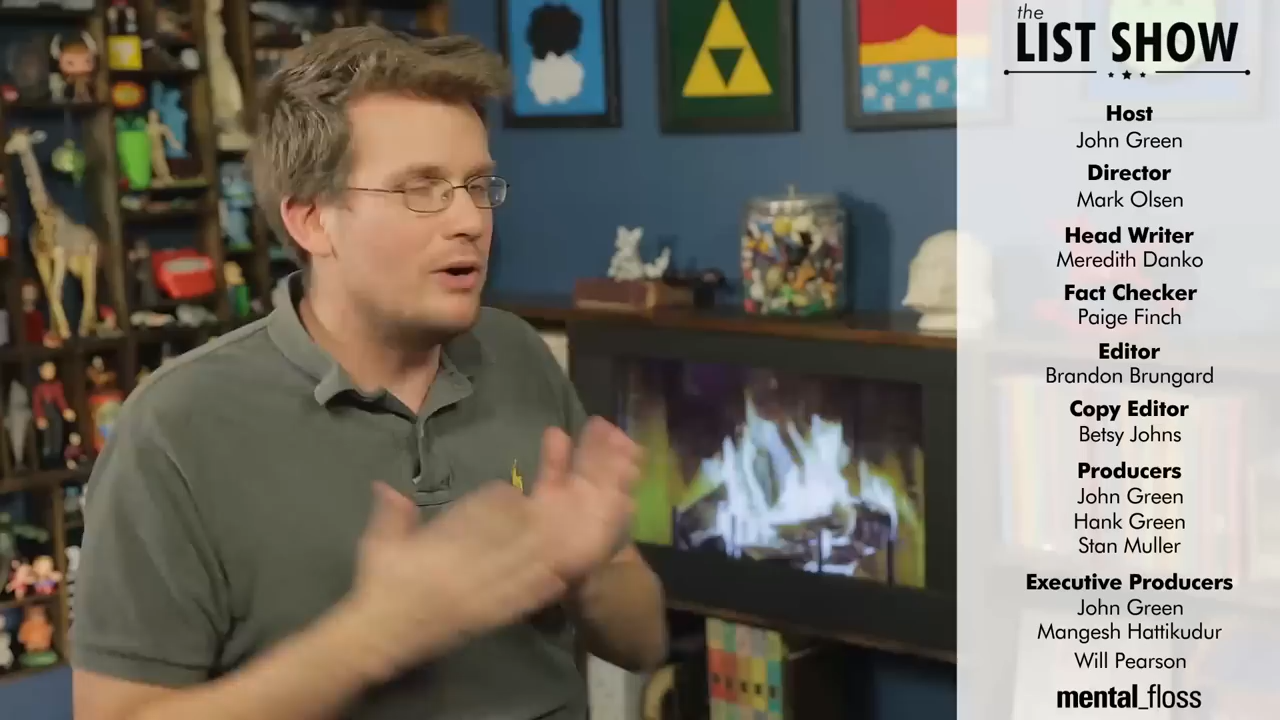 the
LIST SHOW
Host
John Green
Director
Mark Olsen
Head Writer
Meredith Danko
Fact Checker
Paige Finch
Editor
Brandon Brungard
Copy Editor
Betsy Johns
Producers
John Green
Hank Green
Stan Muller
Executive Producers
John Green
Mangesh Hattikudur
Will Pearson
mental_floss